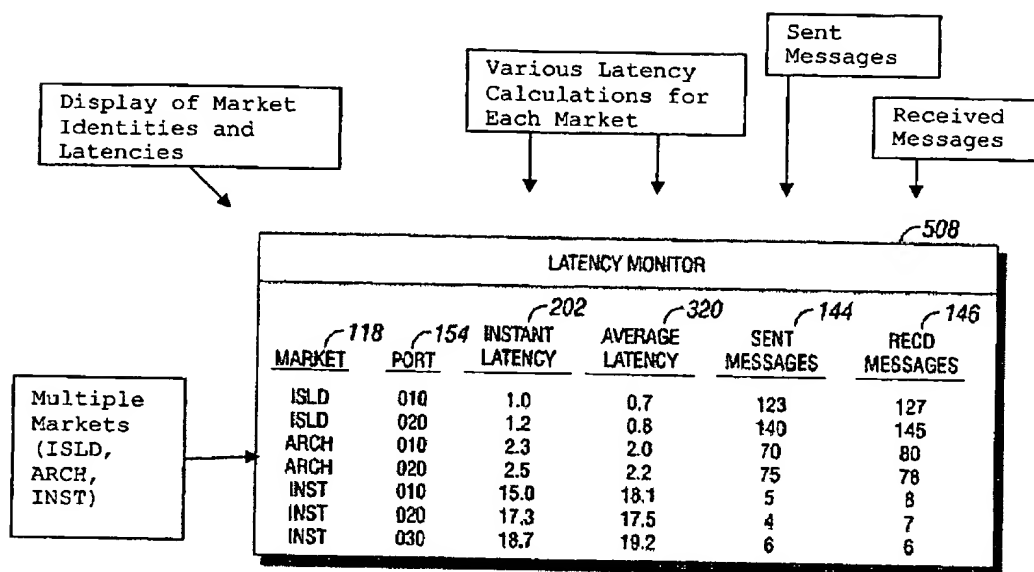 Sent
Messages
Various Latency
Calculations for
Each Market
Display of Market
Identities and
Latencies
Received
Messages
508
LATENCY MONITOR
202
320
144
146
118
154
INSTANT
AVERAGE
SENT
RECD
MARKET
PORT
LATENCY
LATENCY
MESSAGES
MESSAGES
Multiple
Markets
(ISLD,
ARCH,
INST)
ISLD 010 1.0 0.7 123 127
ISLD 020 1.2 0.8 140 145
ARCH 010 2.3 2.0 70 80
ARCH 020 2.5 2.2 75 78
INST 010 15.0 18.1 5 8
INST 020 17.3 17.5 4 7
INST 030 18.7 19.2 6 6